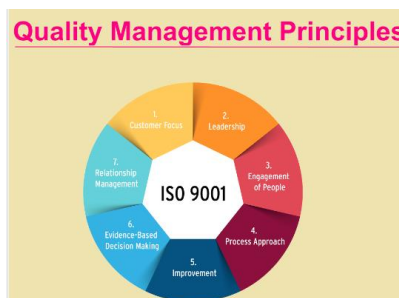 Quality Management Principles
1.
Customer Focus
2.
Leadership
3.
Engagement
of People
4.
Process Approach
5.
Improvement
6.
Evidence-Based
Decision Making
7.
Relationship
Management
ISO 9001